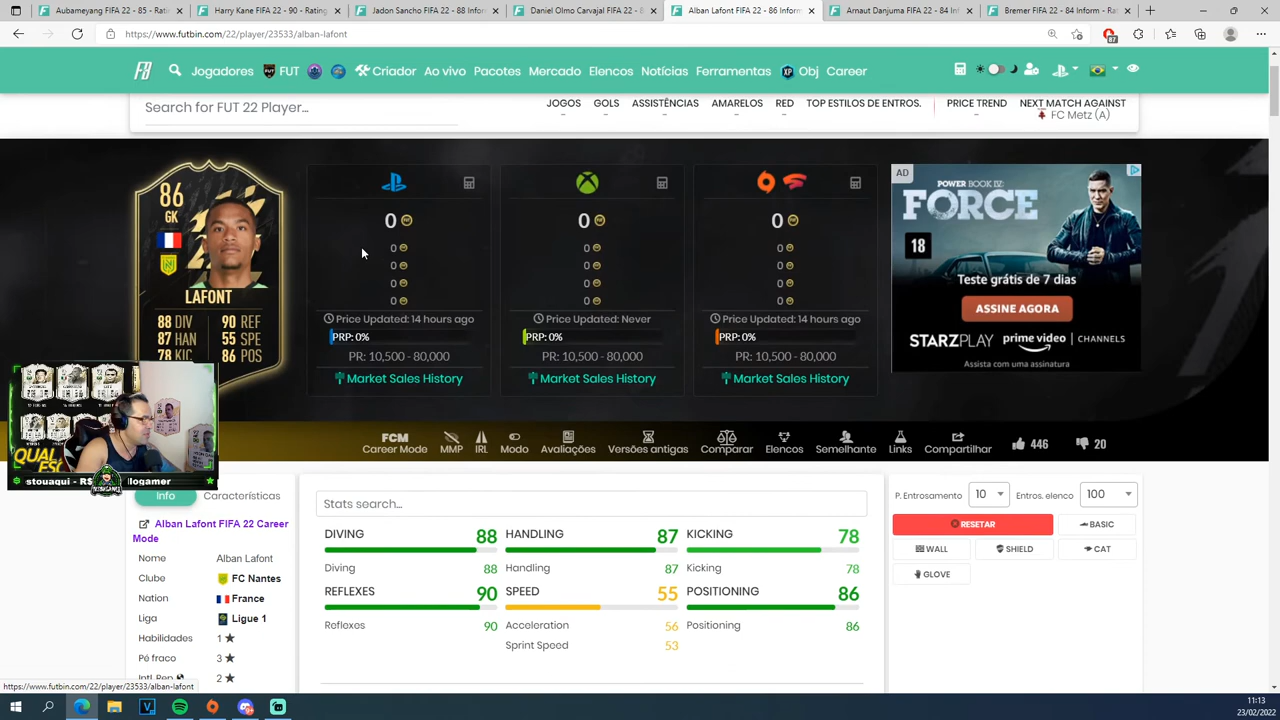 Aubameyang FIFA 22 - 85 - Rati
Harry Kane FIFA 22 - 90 - Rating
Jadon Sancho FIFA 22 - 88 Infor
Daniel Olmo Carvajal FIFA 22 - 8
Alban Lafont FIFA 22 - 86 Inform
Arnaut Danjuma FIFA 22 - 84 Inf
Bremer FIFA 22 - 84 Inform - Ra
https://www.futbin.com/22/player/23533/alban-lafont
87
Jogadores
FUT
Criador
Ao vivo
Pacotes
Mercado
Elencos
Notícias
Ferramentas
XP Obj
Career
Search for FUT 22 Player...
JOGOS
GOLS
ASSISTÊNCIAS
AMARELOS
RED
TOP ESTILOS DE ENTROS.
PRICE TREND
NEXT MATCH AGAINST
- - - - - - -
FC Metz (A)
86
GK
LAFONT
88 DIV 90 REF
87 HAN 55 SPE
78 KIC 86 POS
0
0
0
0
0
Price Updated: 14 hours ago
PRP: 0%
PR: 10,500 - 80,000
Market Sales History
0
0
0
0
0
Price Updated: Never
PRP: 0%
PR: 10,500 - 80,000
Market Sales History
0
0
0
0
0
Price Updated: 14 hours ago
PRP: 0%
PR: 10,500 - 80,000
Market Sales History
AD
POWER BOOK IV:
FORCE
18
Teste grátis de 7 dias
ASSINE AGORA
STARZPLAY prime video CHANNELS
Assista com uma assinatura
FCM
Career Mode
MMP
IRL
Modo
Avaliações
Versões antigas
Comparar
Elencos
Semelhante
Links
Compartilhar
446
20
stouaqui - R$
llogamer
Info
Características
Alban Lafont FIFA 22 Career
Mode
Nome Alban Lafont
Clube FC Nantes
Nation France
Liga Ligue 1
Habilidades 1
Pé fraco 3
Intl.Rep 2
Stats search...
DIVING 88
Diving 88
HANDLING 87
Handling 87
KICKING 78
Kicking 78
REFLEXES 90
Reflexes 90
SPEED 55
Acceleration 56
Sprint Speed 53
POSITIONING 86
Positioning 86
P. Entrosamento 10
Entros. elenco 100
RESETAR
BASIC
WALL
SHIELD
CAT
GLOVE
https://www.futbin.com/22/player/23533/alban-lafont
11:13
23/02/2022